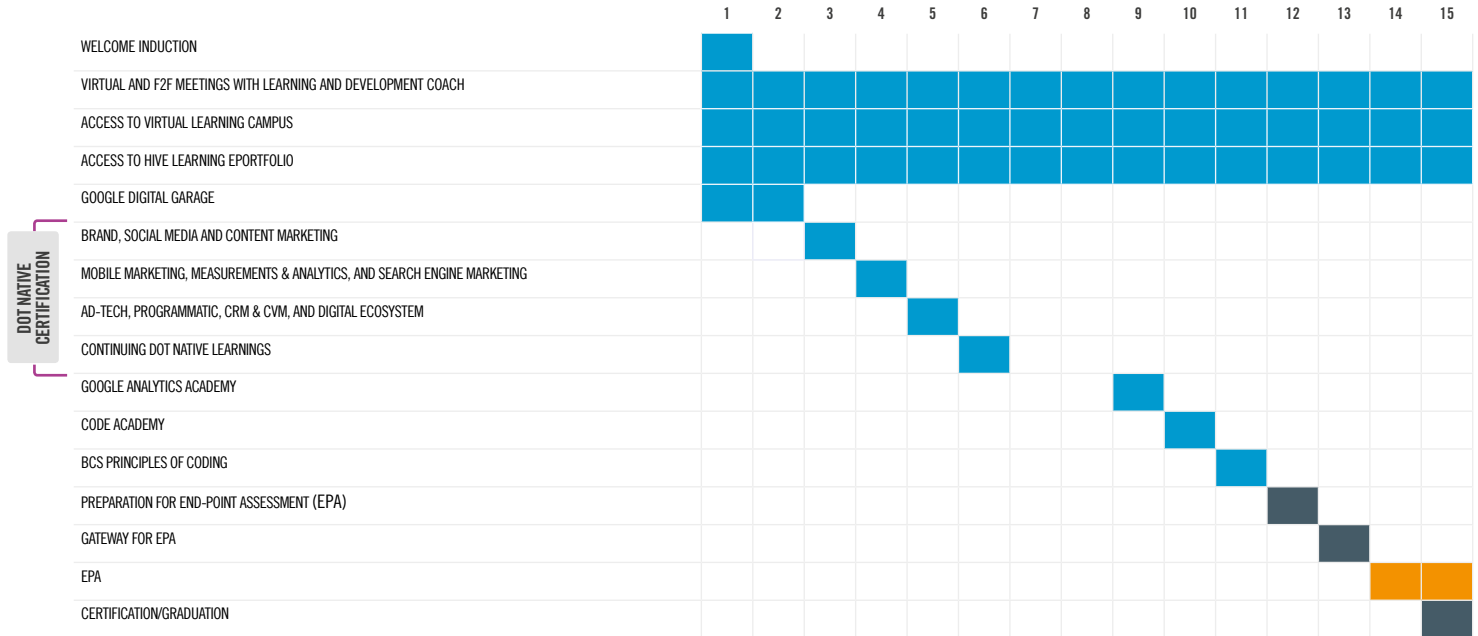 1 2 3 4 5 6 7 8 9 10 11 12 13 14 15
WELCOME INDUCTION
VIRTUAL AND F2F MEETINGS WITH LEARNING AND DEVELOPMENT COACH
ACCESS TO VIRTUAL LEARNING CAMPUS
ACCESS TO HIVE LEARNING EPORTFOLIO
GOOGLE DIGITAL GARAGE
DOT NATIVE
CERTIFICATION
BRAND, SOCIAL MEDIA AND CONTENT MARKETING
MOBILE MARKETING, MEASUREMENTS & ANALYTICS, AND SEARCH ENGINE MARKETING
AD-TECH, PROGRAMMATIC, CRM & CVM, AND DIGITAL ECOSYSTEM
CONTINUING DOT NATIVE LEARNINGS
GOOGLE ANALYTICS ACADEMY
CODE ACADEMY
BCS PRINCIPLES OF CODING
PREPARATION FOR END-POINT ASSESSMENT (EPA)
GATEWAY FOR EPA
EPA
CERTIFICATION/GRADUATION